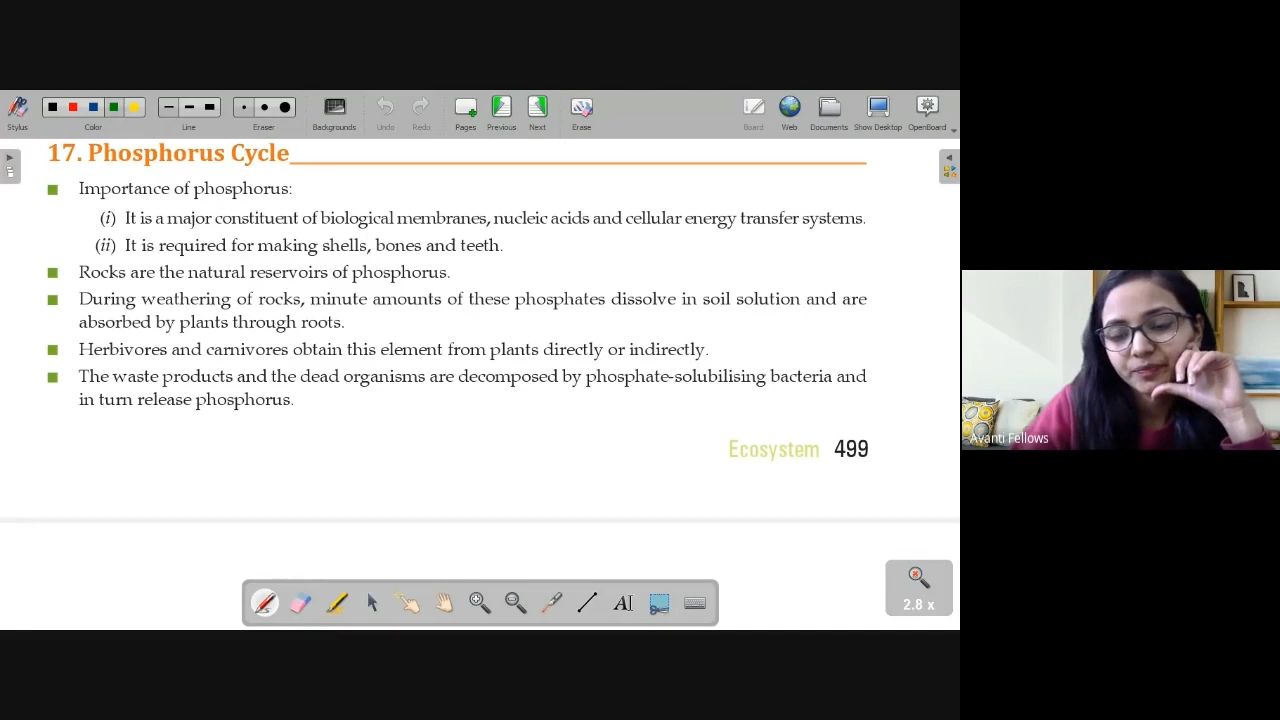 Stylus
Color
Line
Eraser
Backgrounds
Undo
Redo
Pages
Previous
Next
Erase
Board
Web
Documents
Show Desktop
OpenBoard
17. Phosphorus Cycle
Importance of phosphorus:
(i) It is a major constituent of biological membranes, nucleic acids and cellular energy transfer systems.
(ii) It is required for making shells, bones and teeth.
Rocks are the natural reservoirs of phosphorus.
During weathering of rocks, minute amounts of these phosphates dissolve in soil solution and are
absorbed by plants through roots.
Herbivores and carnivores obtain this element from plants directly or indirectly.
The waste products and the dead organisms are decomposed by phosphate-solubilising bacteria and
in turn release phosphorus.
Ecosystem 499
AI
2.8 x
Avanti Fellows